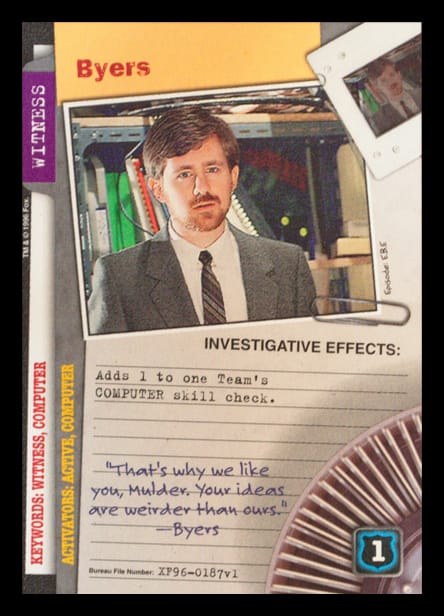 Byers
WITNESS
TM & © 1996 Fox.
Episode: E.B.E.
INVESTIGATIVE EFFECTS:
Adds 1 to one Team's
COMPUTER skill check.
KEYWORDS: WITNESS, COMPUTER
ACTIVATORS: ACTIVE, COMPUTER
"That's why we like
you, Mulder. Your ideas
are weirder than ours."
—Byers
1
Bureau File Number: XF96-0187v1